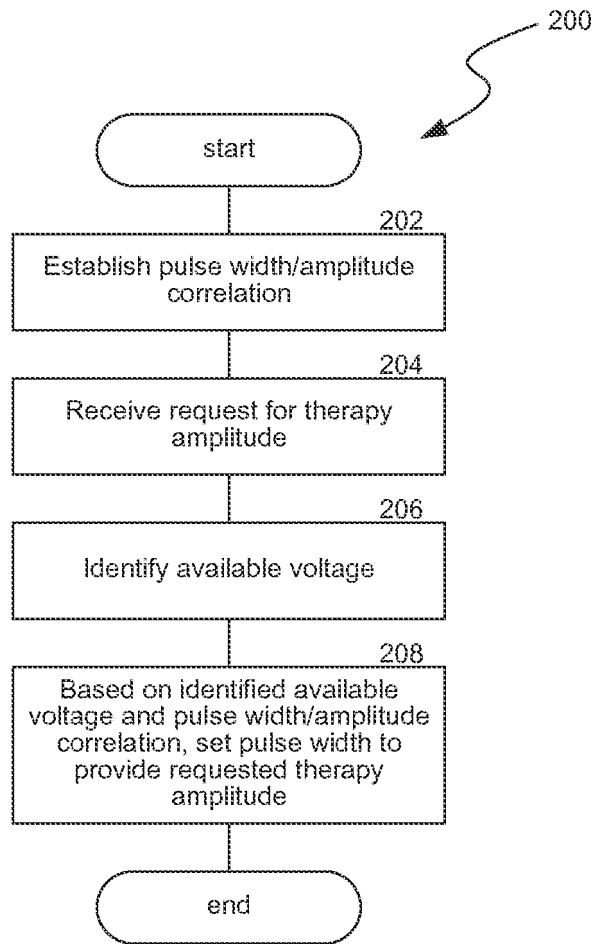 200
start
202
Establish pulse width/amplitude
correlation
204
Receive request for therapy
amplitude
206
Identify available voltage
208
Based on identified available
voltage and pulse width/amplitude
correlation, set pulse width to
provide requested therapy
amplitude
end